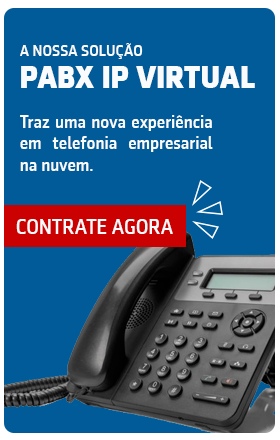 A NOSSA SOLUÇÃO
PABX IP VIRTUAL
Traz uma nova experiência
em telefonia empresarial
na nuvem.
CONTRATE AGORA